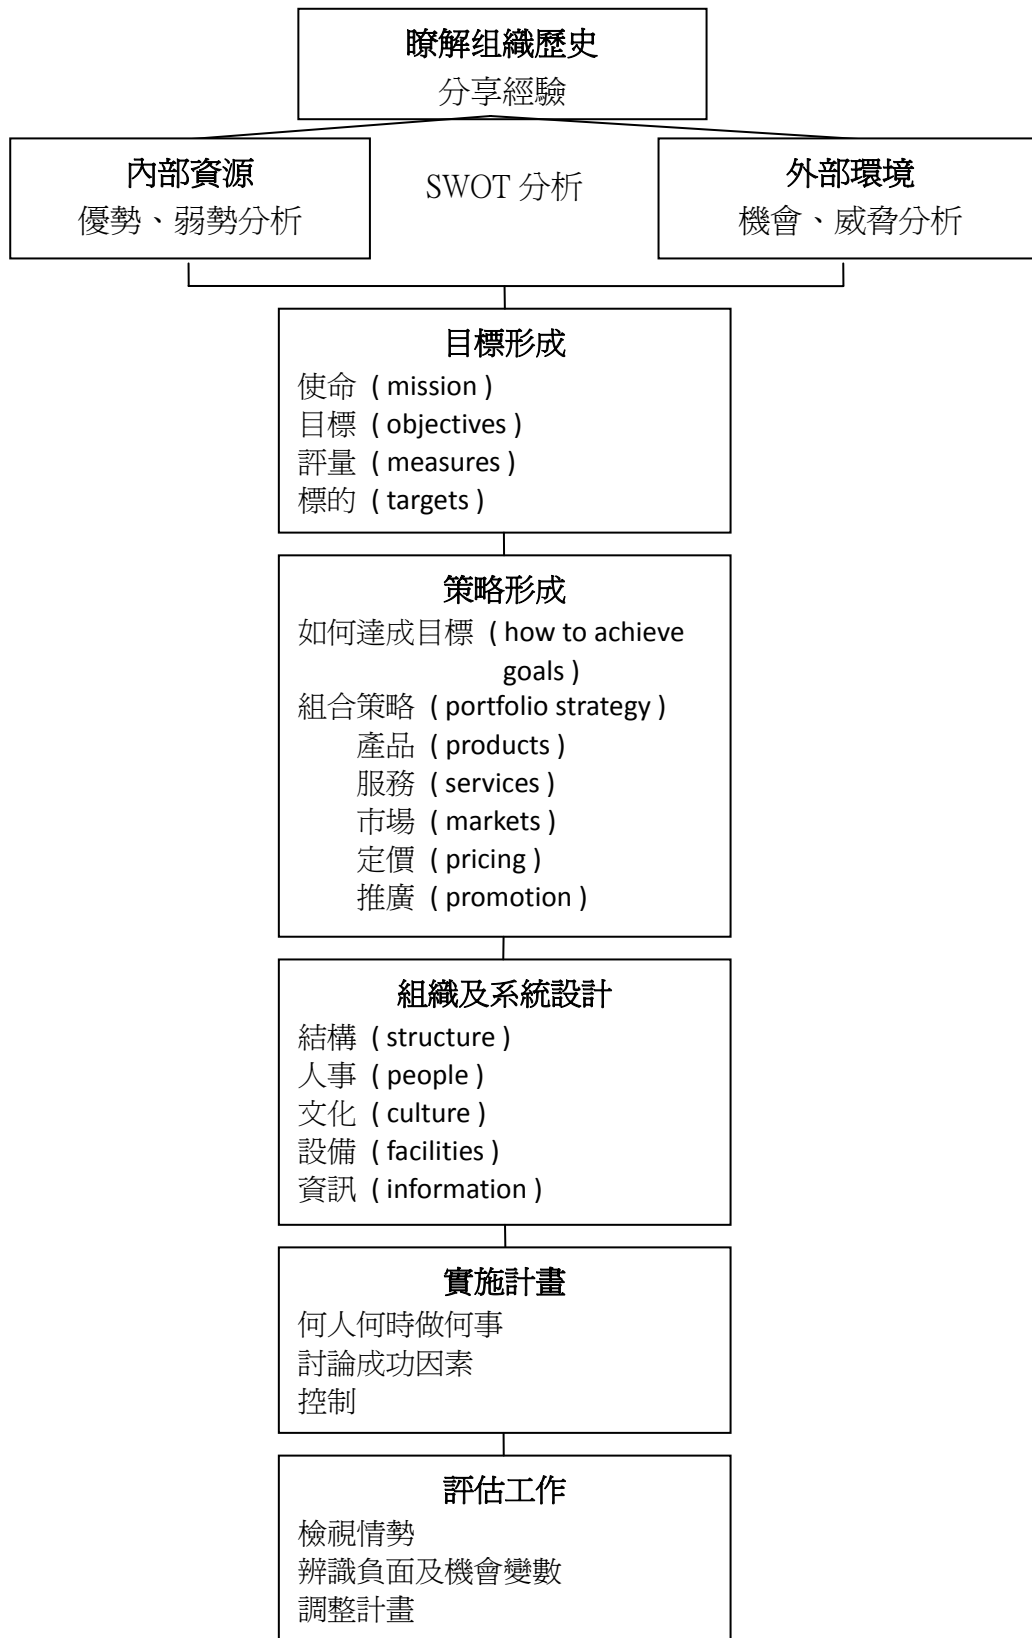 瞭解组織歷史
分享經驗
內部資源
優勢、弱勢分析
SWOT 分析
外部環境
機會、威脅分析
目標形成
使命 ( mission )
目標 ( objectives )
評量 ( measures )
標的 ( targets )
策略形成
如何達成目標 ( how to achieve
goals )
組合策略 ( portfolio strategy )
產品 ( products )
服務 ( services )
市場 ( markets )
定價 ( pricing )
推廣 ( promotion )
組織及系統設計
結構 ( structure )
人事 ( people )
文化 ( culture )
設備 ( facilities )
資訊 ( information )
實施計畫
何人何時做何事
討論成功因素
控制
評估工作
檢視情勢
辨識負面及機會變數
調整計畫